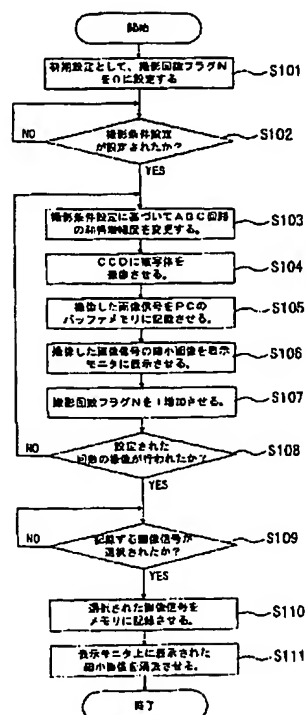 開始
初期設定として、撮影回数フラグN
を0に設定する
S101
撮影条件設定
が設定されたか?
S102
NO
YES
撮影条件設定に基づいてAGC回路
の利得増幅度を変更する。
S103
CCDに被写体を
撮像させる。
S104
撮像した画像信号をPCの
バッファメモリに記録させる。
S105
撮像した画像信号の縮小画像を表示
モニタに表示させる。
S106
撮影回数フラグNを1増加させる。
S107
設定された
回数の撮像が行われたか?
S108
NO
YES
記録する画像信号が
選択されたか?
S109
NO
YES
選択された画像信号を
メモリに記録させる。
S110
表示モニタ上に表示された
縮小画像を消去させる。
S111
終了